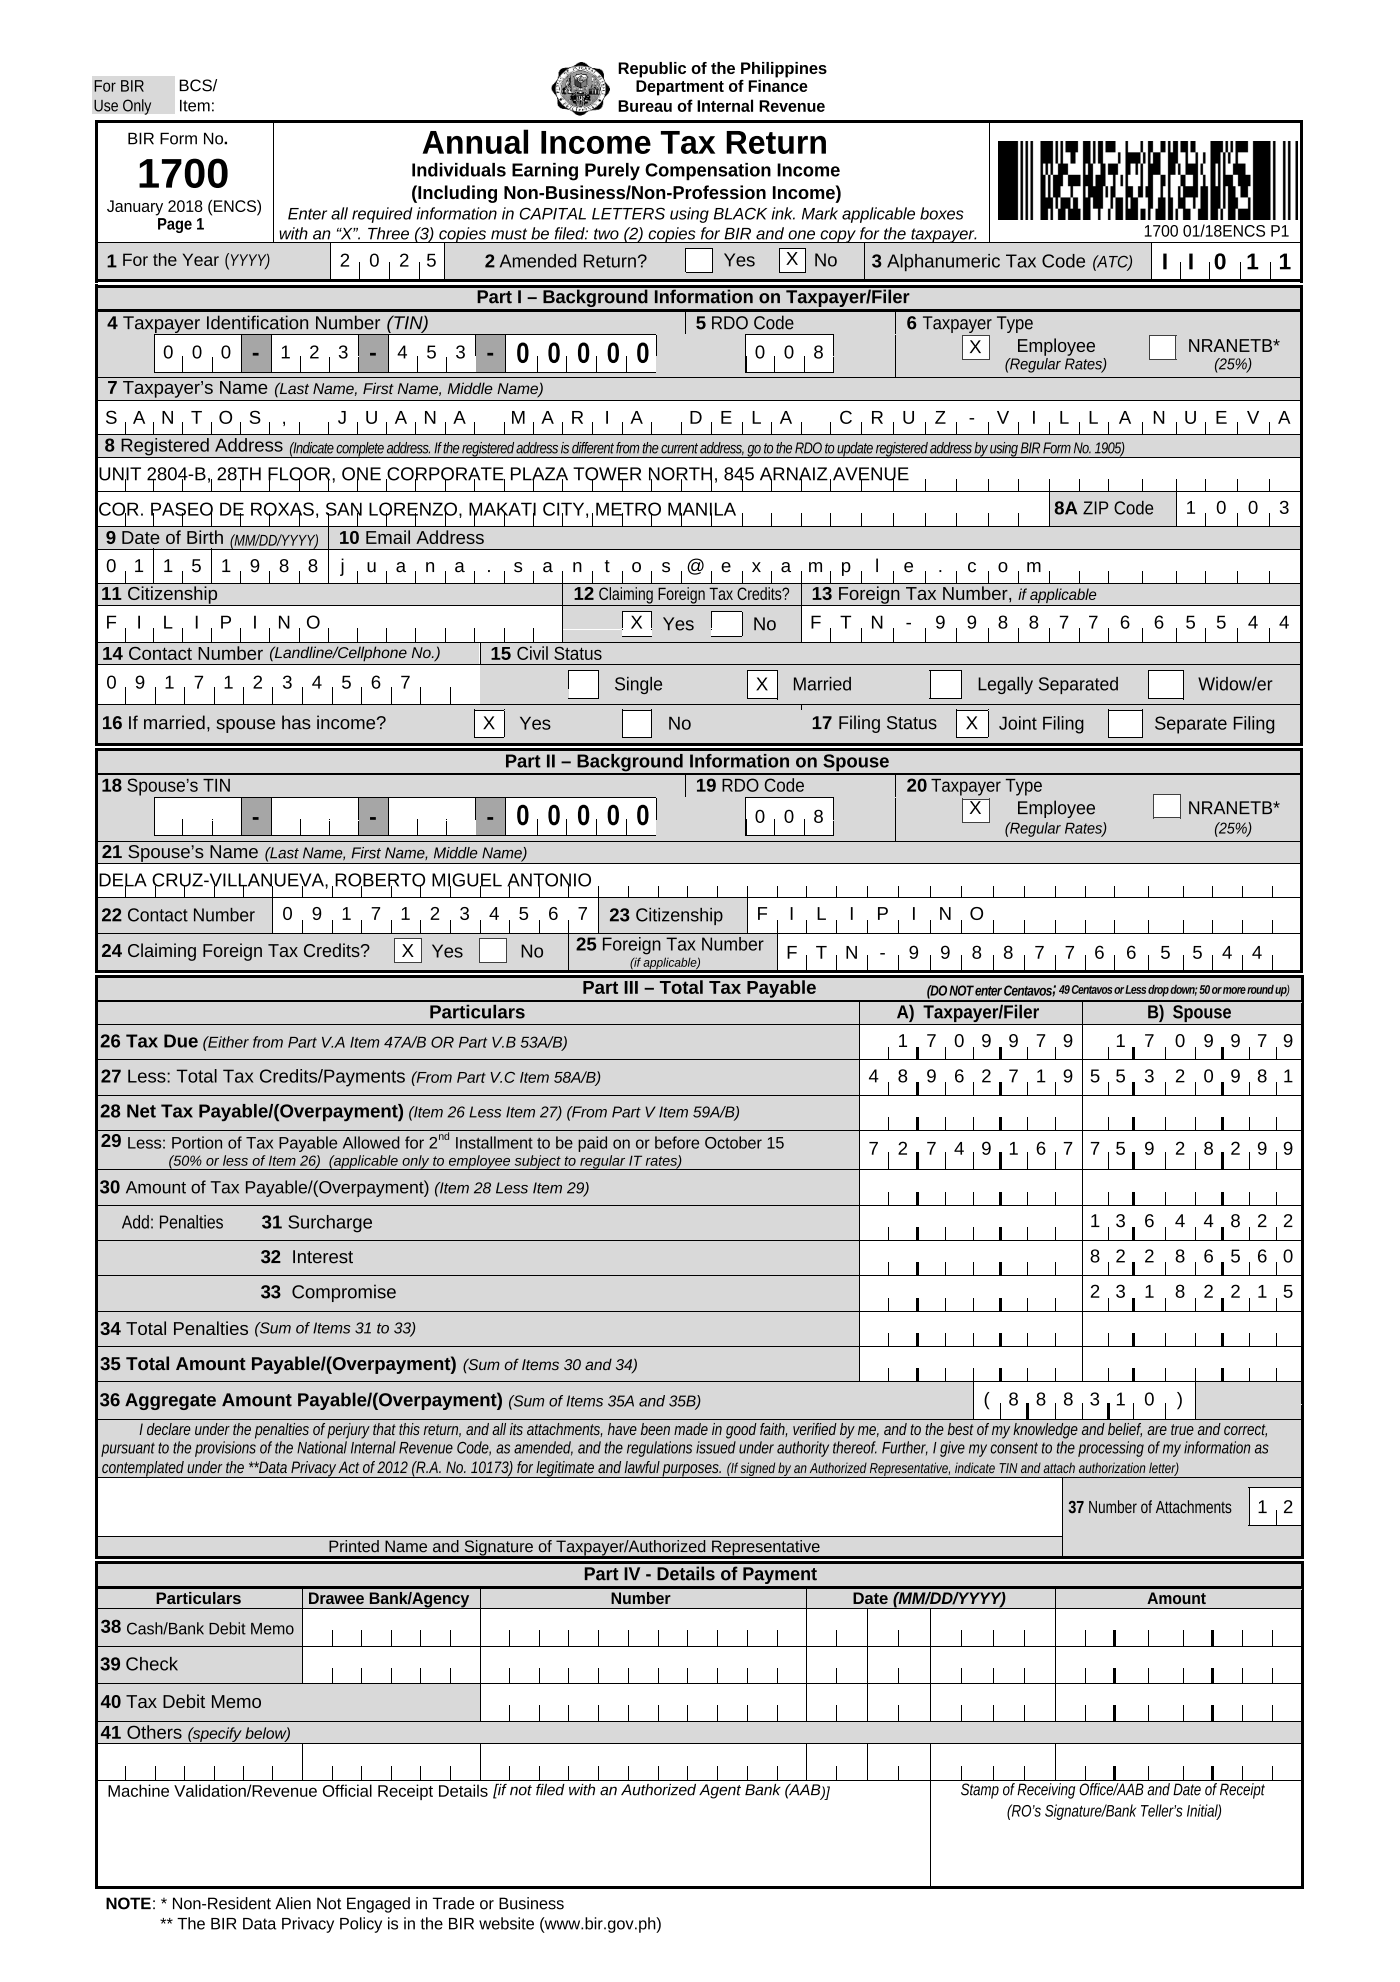 For BIR
Use Only
BCS/
Item:
Republic of the Philippines
Department of Finance
Bureau of Internal Revenue
BIR Form No.
1700
January 2018 (ENCS)
Page 1
Annual Income Tax Return
Individuals Earning Purely Compensation Income
(Including Non-Business/Non-Profession Income)
Enter all required information in CAPITAL LETTERS using BLACK ink. Mark applicable boxes
with an “X”. Three (3) copies must be filed: two (2) copies for BIR and one copy for the taxpayer.
1700 01/18ENCS P1
1 For the Year (YYYY) 2025 2 Amended Return? Yes X No 3 Alphanumeric Tax Code (ATC) II011
Part I – Background Information on Taxpayer/Filer
4 Taxpayer Identification Number (TIN) 5 RDO Code 6 Taxpayer Type
000 - 123 - 453 - 00000 008 X Employee NRANETB*
(Regular Rates) (25%)
7 Taxpayer’s Name (Last Name, First Name, Middle Name)
SANTOS, JUANA MARIA DELA CRUZ-VILLANUEVA
8 Registered Address (Indicate complete address. If the registered address is different from the current address, go to the RDO to update registered address by using BIR Form No. 1905)
UNIT 2804-B, 28TH FLOOR, ONE CORPORATE PLAZA TOWER NORTH, 845 ARNAIZ AVENUE
COR. PASEO DE ROXAS, SAN LORENZO, MAKATI CITY, METRO MANILA 8A ZIP Code 1003
9 Date of Birth (MM/DD/YYYY) 10 Email Address
01151988 juana.santos@example.com
11 Citizenship 12 Claiming Foreign Tax Credits? 13 Foreign Tax Number, if applicable
FILIPINO X Yes No FTN-9988776665544
14 Contact Number (Landline/Cellphone No.) 15 Civil Status
09171234567 Single X Married Legally Separated Widow/er
16 If married, spouse has income? X Yes No 17 Filing Status X Joint Filing Separate Filing
Part II – Background Information on Spouse
18 Spouse’s TIN 19 RDO Code 20 Taxpayer Type
- - - 00000 008 X Employee NRANETB*
(Regular Rates) (25%)
21 Spouse’s Name (Last Name, First Name, Middle Name)
DELA CRUZ-VILLANUEVA, ROBERTO MIGUEL ANTONIO
22 Contact Number 09171234567 23 Citizenship FILIPINO
24 Claiming Foreign Tax Credits? X Yes No 25 Foreign Tax Number FTN-9988776665544
(if applicable)
Part III – Total Tax Payable (DO NOT enter Centavos; 49 Centavos or Less drop down; 50 or more round up)
Particulars A) Taxpayer/Filer B) Spouse
26 Tax Due (Either from Part V.A Item 47A/B OR Part V.B 53A/B) 1709979 1709979
27 Less: Total Tax Credits/Payments (From Part V.C Item 58A/B) 48962719 55320981
28 Net Tax Payable/(Overpayment) (Item 26 Less Item 27) (From Part V Item 59A/B)
29 Less: Portion of Tax Payable Allowed for 2nd Installment to be paid on or before October 15 72749167 75928299
(50% or less of Item 26) (applicable only to employee subject to regular IT rates)
30 Amount of Tax Payable/(Overpayment) (Item 28 Less Item 29)
Add: Penalties 31 Surcharge 13644822
32 Interest 82286560
33 Compromise 23182215
34 Total Penalties (Sum of Items 31 to 33)
35 Total Amount Payable/(Overpayment) (Sum of Items 30 and 34)
36 Aggregate Amount Payable/(Overpayment) (Sum of Items 35A and 35B) (888310)
I declare under the penalties of perjury that this return, and all its attachments, have been made in good faith, verified by me, and to the best of my knowledge and belief, are true and correct,
pursuant to the provisions of the National Internal Revenue Code, as amended, and the regulations issued under authority thereof. Further, I give my consent to the processing of my information as
contemplated under the **Data Privacy Act of 2012 (R.A. No. 10173) for legitimate and lawful purposes. (If signed by an Authorized Representative, indicate TIN and attach authorization letter)
37 Number of Attachments 12
Printed Name and Signature of Taxpayer/Authorized Representative
Part IV - Details of Payment
Particulars Drawee Bank/Agency Number Date (MM/DD/YYYY) Amount
38 Cash/Bank Debit Memo
39 Check
40 Tax Debit Memo
41 Others (specify below)
Machine Validation/Revenue Official Receipt Details [if not filed with an Authorized Agent Bank (AAB)]
Stamp of Receiving Office/AAB and Date of Receipt
(RO’s Signature/Bank Teller’s Initial)
NOTE: * Non-Resident Alien Not Engaged in Trade or Business
** The BIR Data Privacy Policy is in the BIR website (www.bir.gov.ph)